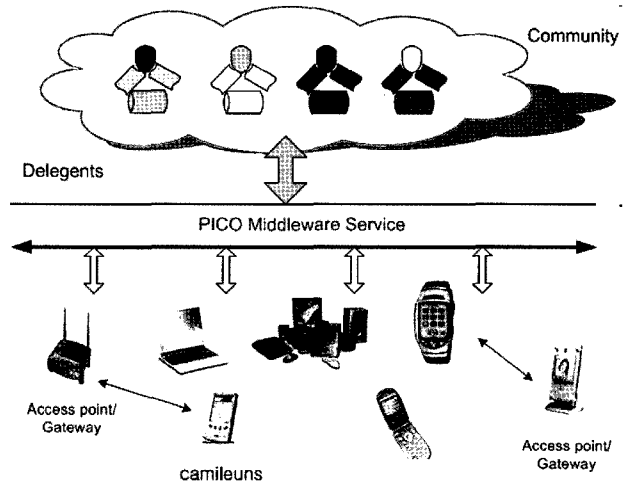 Community
Delegents
PICO Middleware Service
Access point/
Gateway
camileuns
Access point/
Gateway